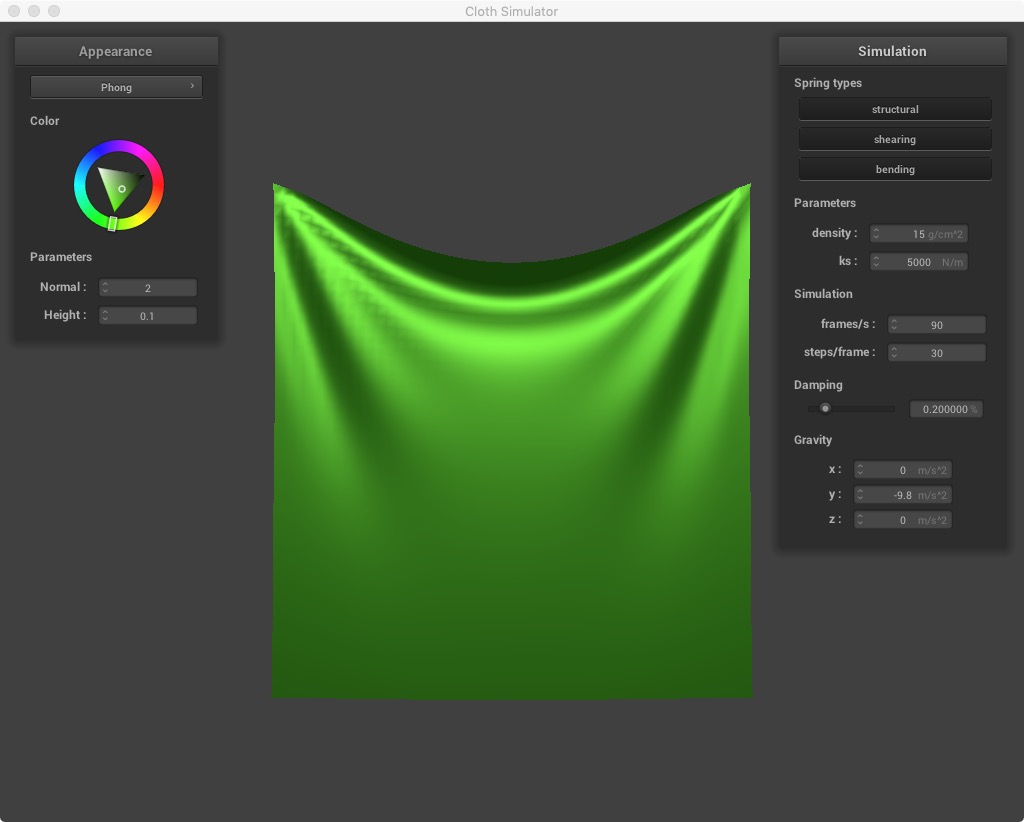 Cloth Simulator
Appearance
Phong
Color
Parameters
Normal : 2
Height : 0.1
Simulation
Spring types
structural
shearing
bending
Parameters
density : 15 g/cm^2
ks : 5000 N/m
Simulation
frames/s : 90
steps/frame : 30
Damping
0.200000 %
Gravity
x : 0 m/s^2
y : -9.8 m/s^2
z : 0 m/s^2